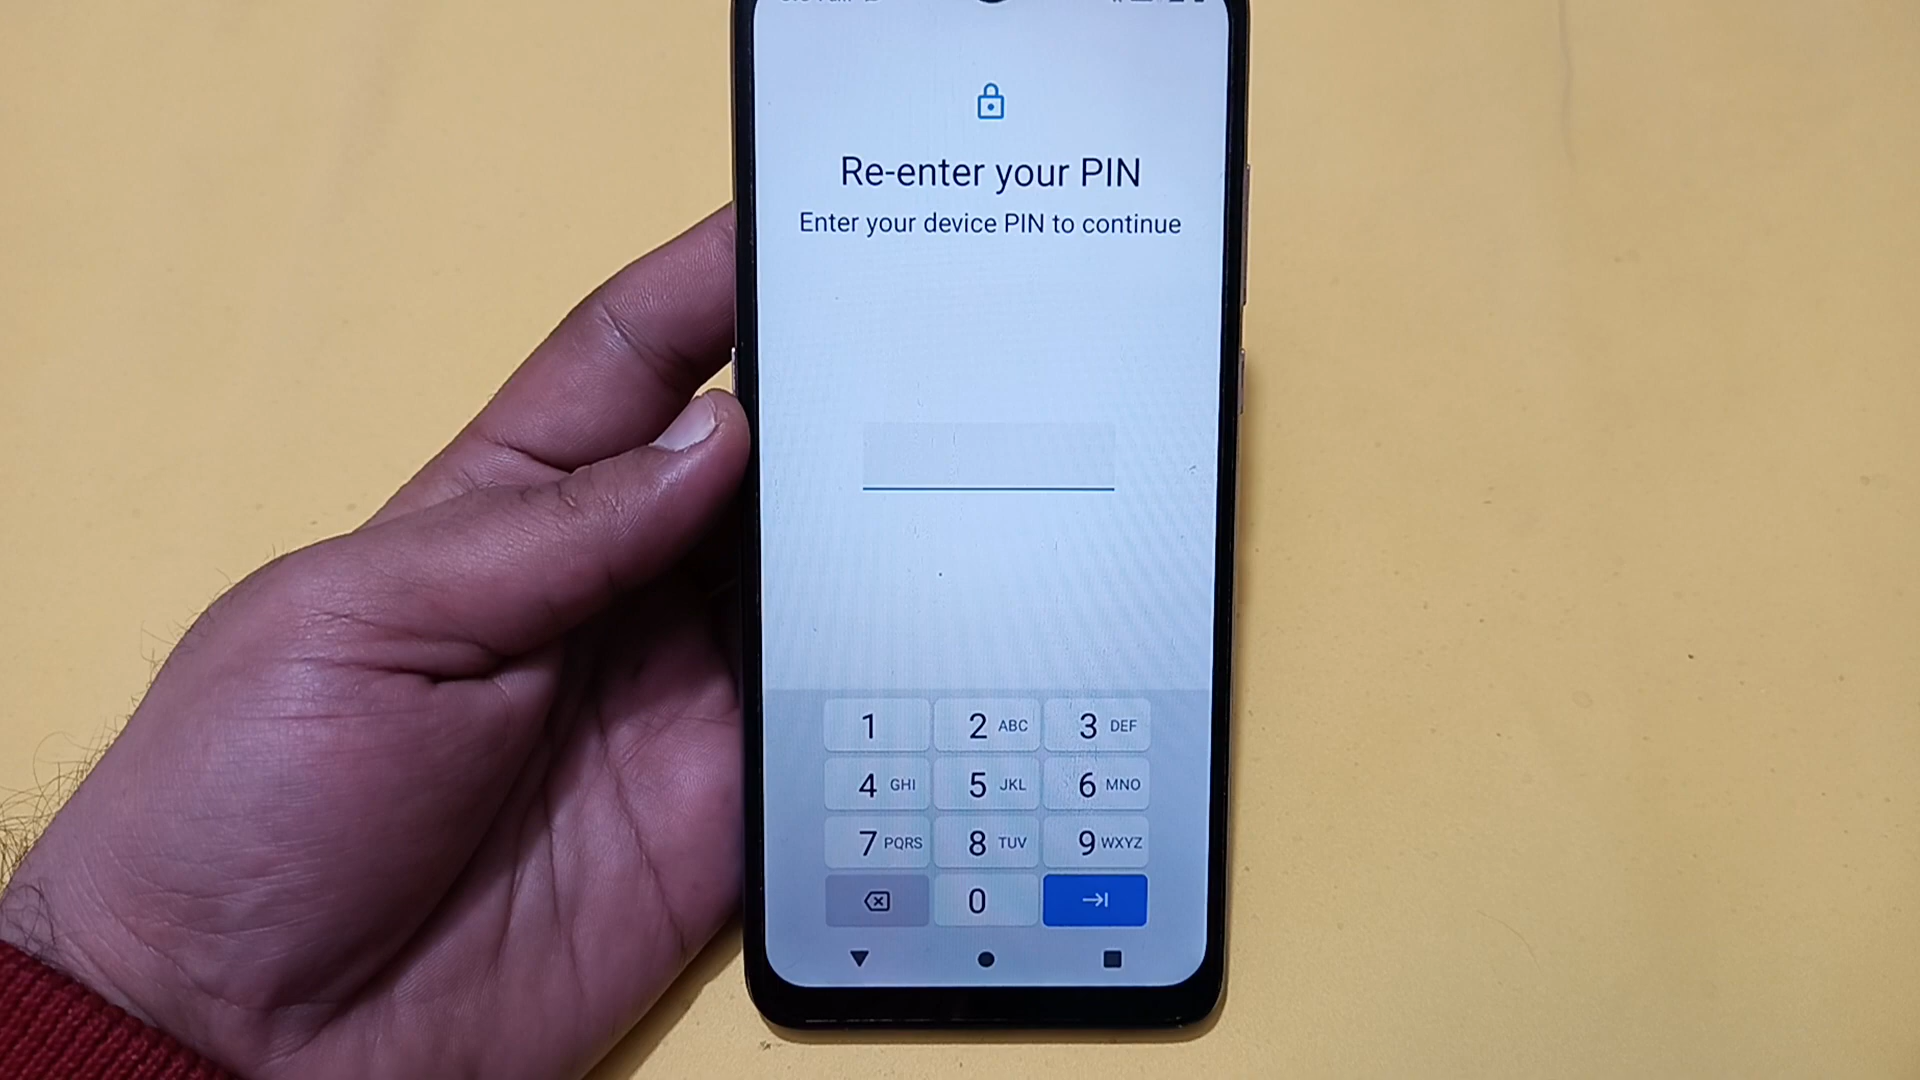 Re-enter your PIN
Enter your device PIN to continue
1 2 ABC 3 DEF
4 GHI 5 JKL 6 MNO
7 PQRS 8 TUV 9 WXYZ
0